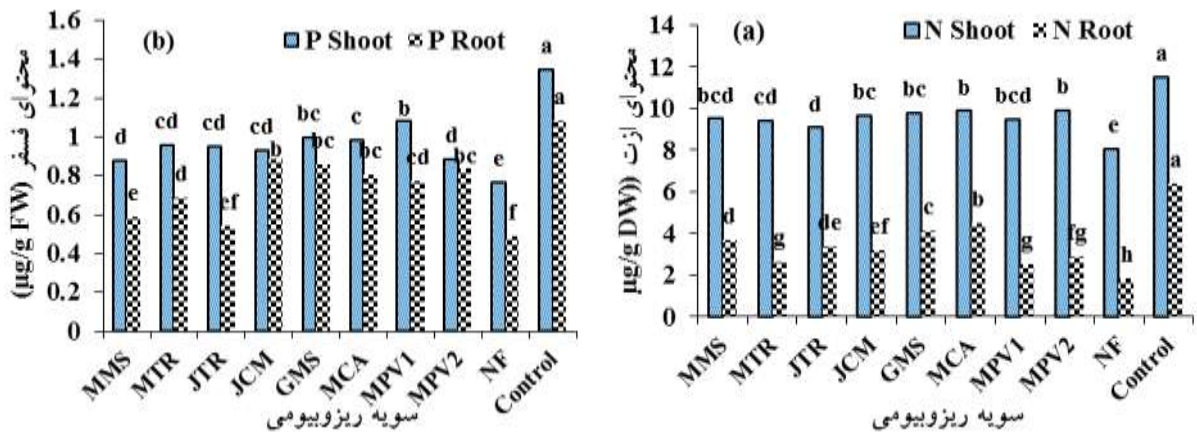 (b)
P Shoot P Root
محتوای فسفر (µg/g FW)
1.6
1.4
1.2
1
0.8
0.6
0.4
0.2
0
d e
cd d
cd ef
cd b
bc bc
c bc
b cd
d bc
e f
a a
MMS MTR JTR JCM GMS MCA MPV1 MPV2 NF Control
سویه ریزوبیومی
(a)
N Shoot N Root
محتوای ازت (µg/g DW)
14
12
10
8
6
4
2
0
bcd d
cd g
d de
bc ef
bc c
b b
bcd g
b fg
e h
a a
MMS MTR JTR JCM GMS MCA MPV1 MPV2 NF Control
سویه ریزوبیومی